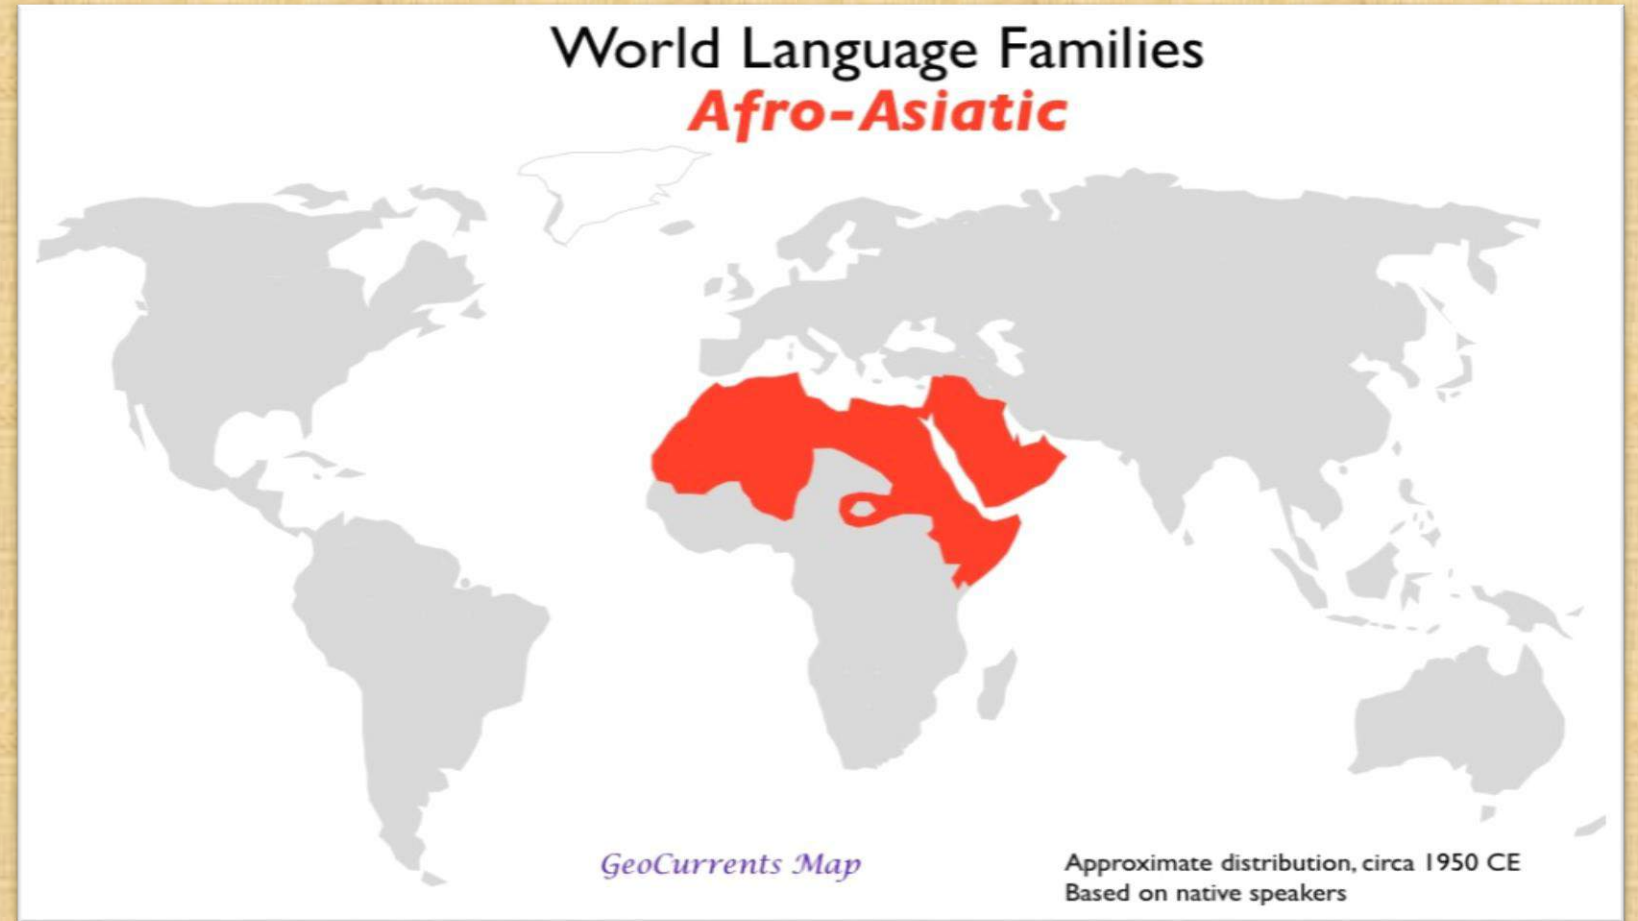 World Language Families
Afro-Asiatic
GeoCurrents Map
Approximate distribution, circa 1950 CE
Based on native speakers